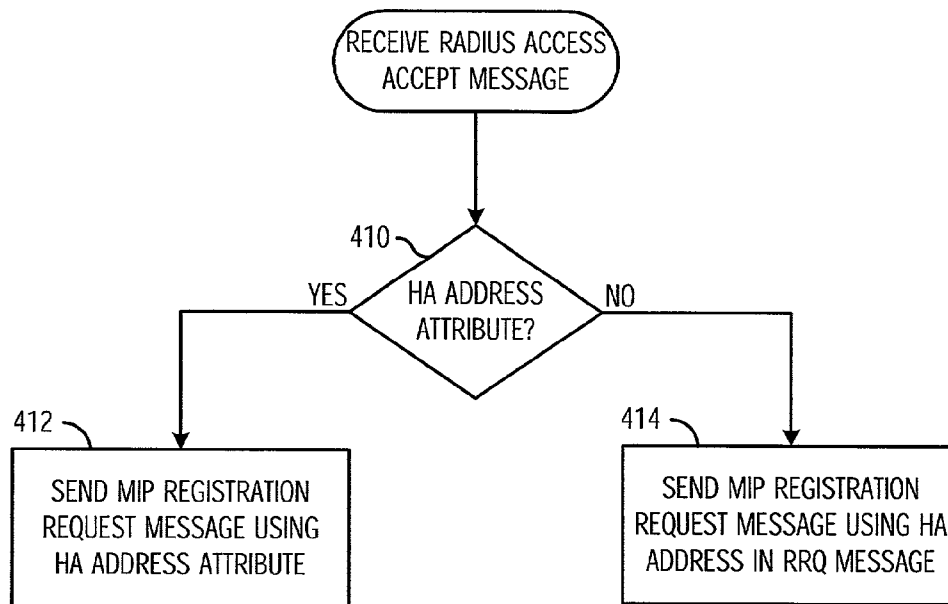 RECEIVE RADIUS ACCESS
ACCEPT MESSAGE
410
YES
HA ADDRESS
ATTRIBUTE?
NO
412
SEND MIP REGISTRATION
REQUEST MESSAGE USING
HA ADDRESS ATTRIBUTE
414
SEND MIP REGISTRATION
REQUEST MESSAGE USING HA
ADDRESS IN RRQ MESSAGE